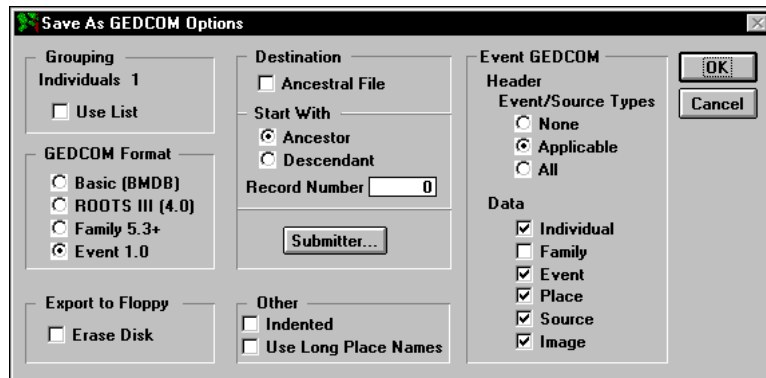 Save As GEDCOM Options
Grouping
Individuals 1
Use List
GEDCOM Format
Basic (BMDB)
ROOTS III (4.0)
Family 5.3+
Event 1.0
Export to Floppy
Erase Disk
Destination
Ancestral File
Start With
Ancestor
Descendant
Record Number 0
Submitter...
Other
Indented
Use Long Place Names
Event GEDCOM
Header
Event/Source Types
None
Applicable
All
Data
Individual
Family
Event
Place
Source
Image
OK
Cancel